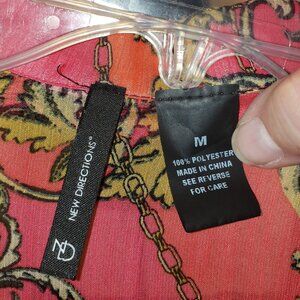 NEW DIRECTIONS®
ND
M
100% POLYESTER
MADE IN CHINA
SEE REVERSE
FOR CARE